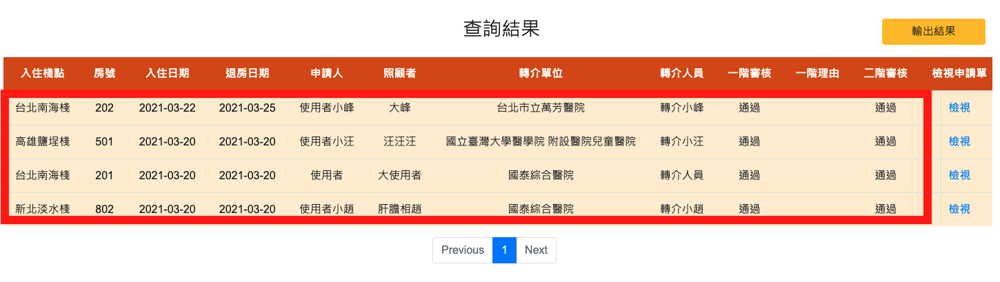 查詢結果
輸出結果
入住棧點 房號 入住日期 退房日期 申請人 照顧者 轉介單位 轉介人員 一階審核 一階理由 二階審核 檢視申請單
台北南海棧 202 2021-03-22 2021-03-25 使用者小峰 大峰 台北市立萬芳醫院 轉介小峰 通過 通過 檢視
高雄鹽埕棧 501 2021-03-20 2021-03-20 使用者小汪 汪汪汪 國立臺灣大學醫學院 附設醫院兒童醫院 轉介小汪 通過 通過 檢視
台北南海棧 201 2021-03-20 2021-03-20 使用者 大使用者 國泰綜合醫院 轉介人員 通過 通過 檢視
新北淡水棧 802 2021-03-20 2021-03-20 使用者小趙 肝膽相趙 國泰綜合醫院 轉介小趙 通過 通過 檢視
Previous 1 Next